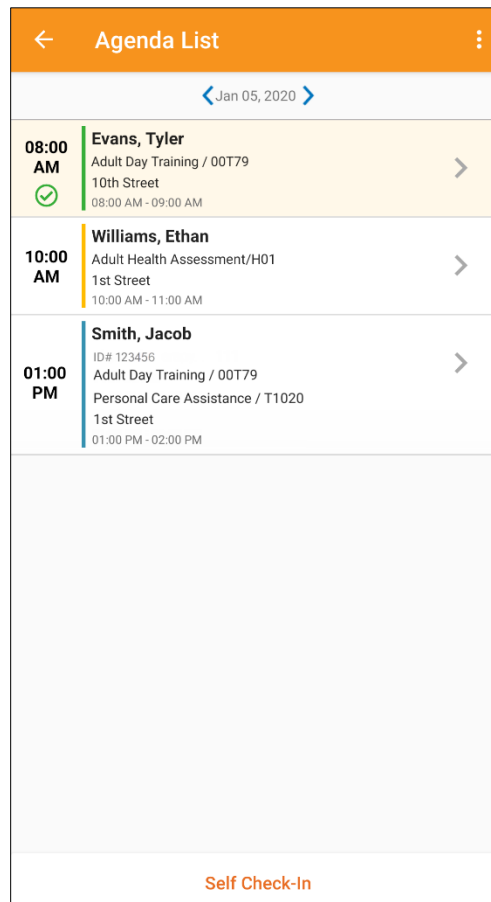 Agenda List
Jan 05, 2020
08:00
AM
Evans, Tyler
Adult Day Training / 00T79
10th Street
08:00 AM - 09:00 AM
10:00
AM
Williams, Ethan
Adult Health Assessment/H01
1st Street
10:00 AM - 11:00 AM
01:00
PM
Smith, Jacob
ID# 123456
Adult Day Training / 00T79
Personal Care Assistance / T1020
1st Street
01:00 PM - 02:00 PM
Self Check-In